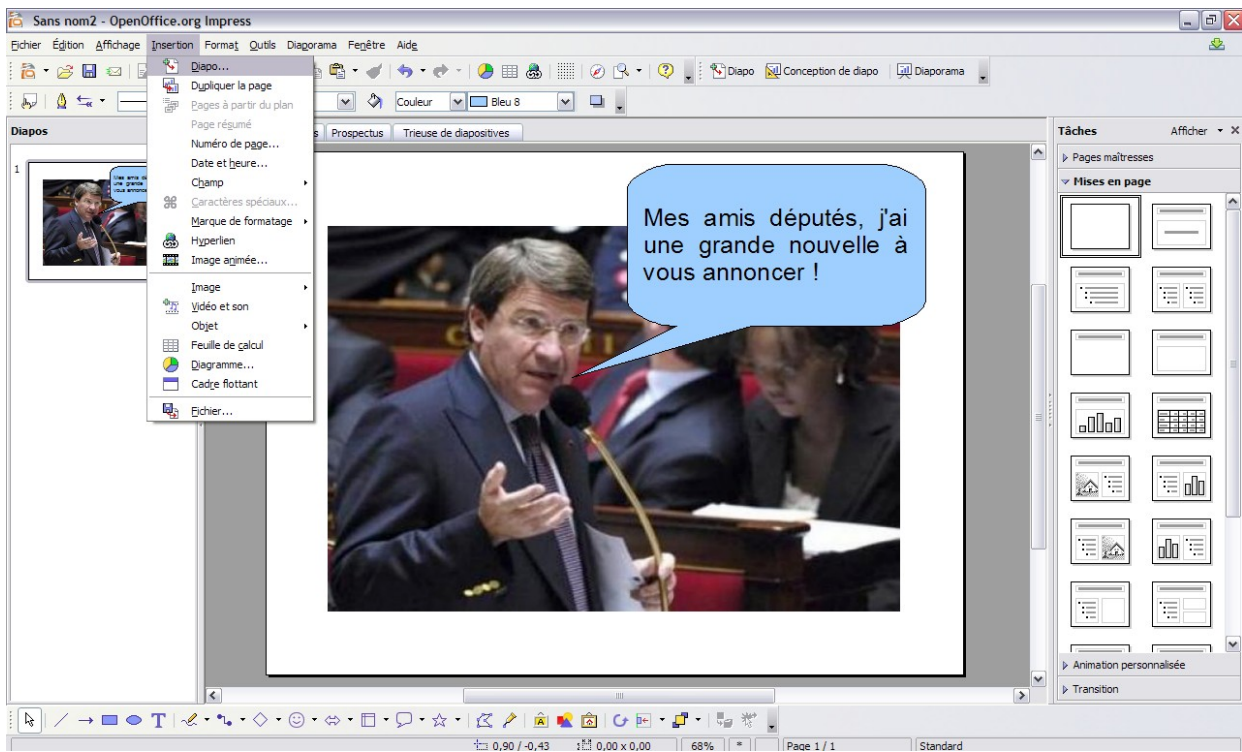 Sans nom2 - OpenOffice.org Impress
Fichier Édition Affichage Insertion Format Outils Diaporama Fenêtre Aide
Diapo Conception de diapo Diaporama
Couleur Bleu 8
Diapos
Prospectus Trieuse de diapositives
Tâches Afficher
Diapo...
Dupliquer la page
Pages à partir du plan
Page résumé
Numéro de page...
Date et heure...
Champ
Caractères spéciaux...
Marque de formatage
Hyperlien
Image animée...
Image
Vidéo et son
Objet
Feuille de calcul
Diagramme...
Cadre flottant
Fichier...
1
Mes amis députés, j'ai
une grande nouvelle à
vous annoncer !
Pages maîtresses
Mises en page
Animation personnalisée
Transition
0,90 / -0,43 0,00 x 0,00 68% * Page 1 / 1 Standard